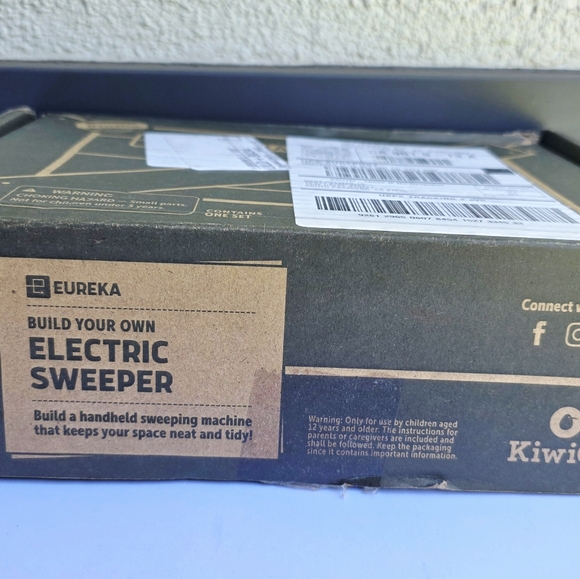 WARNING
CHOKING HAZARD — Small parts
Not for children under 3 years.
CONTAINS
ONE SET
EUREKA
BUILD YOUR OWN
ELECTRIC
SWEEPER
Build a handheld sweeping machine
that keeps your space neat and tidy!
Connect
Warning: Only for use by children aged
12 years and older. The instructions for
parents or caregivers are included and
shall be followed. Keep the packaging
since it contains important information.
Kiwi